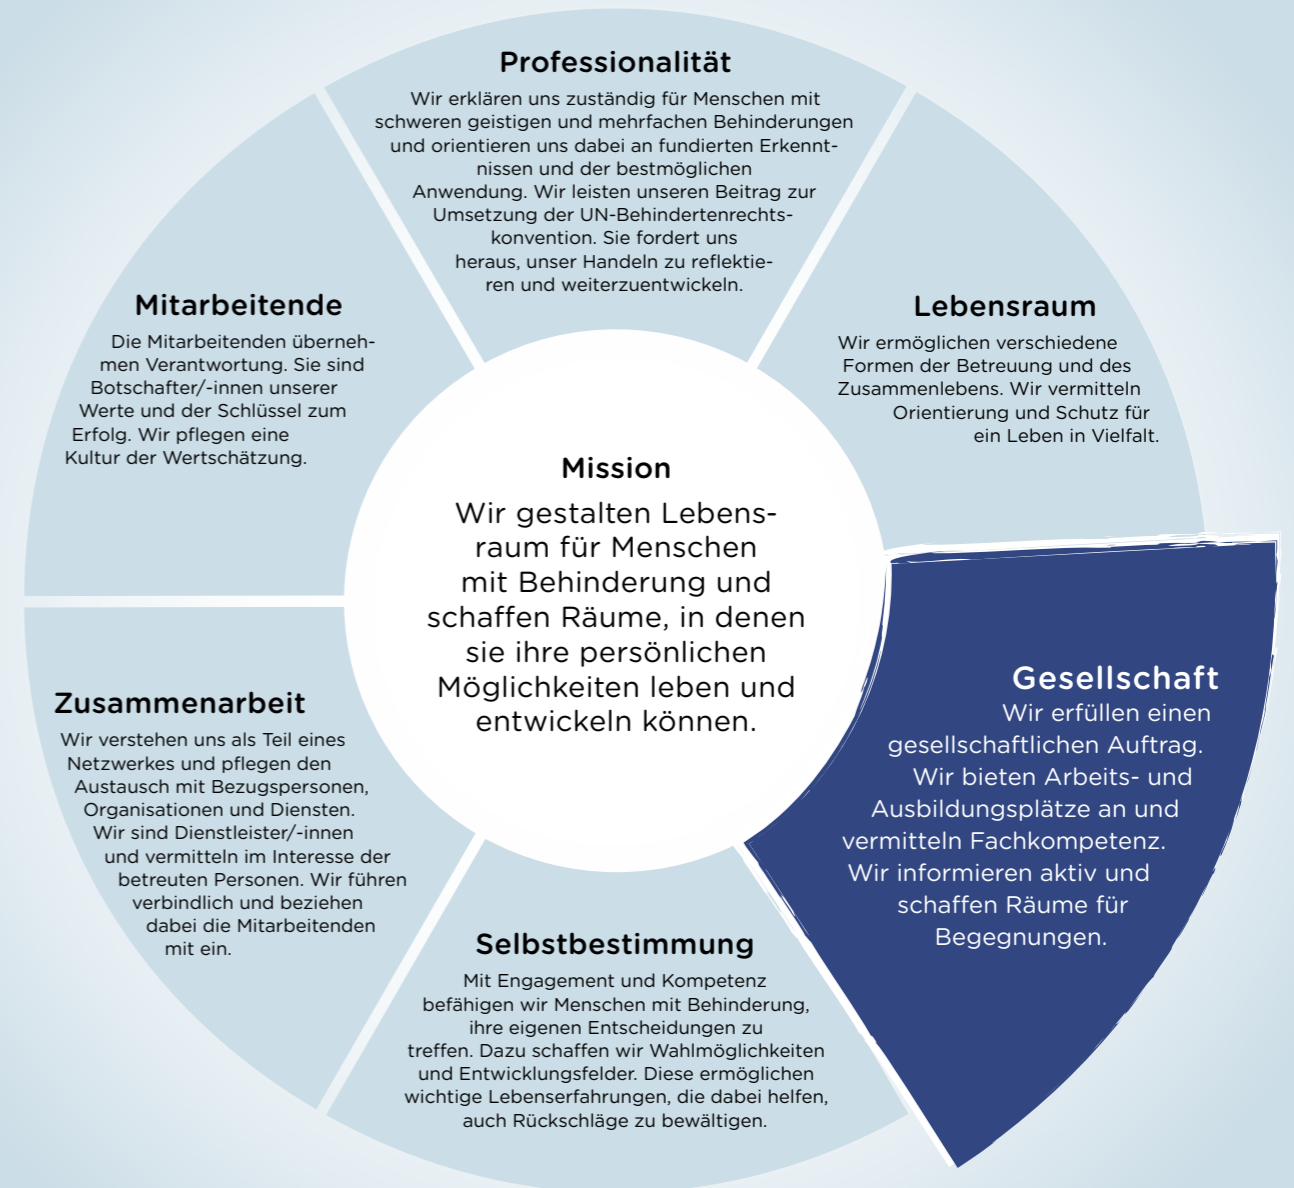 Professionalität
Wir erklären uns zuständig für Menschen mit
schweren geistigen und mehrfachen Behinderungen
und orientieren uns dabei an fundierten Erkennt-
nissen und der bestmöglichen
Anwendung. Wir leisten unseren Beitrag zur
Umsetzung der UN-Behindertenrechts-
konvention. Sie fordert uns
heraus, unser Handeln zu reflektie-
ren und weiterzuentwickeln.
Lebensraum
Wir ermöglichen verschiedene
Formen der Betreuung und des
Zusammenlebens. Wir vermitteln
Orientierung und Schutz für
ein Leben in Vielfalt.
Gesellschaft
Wir erfüllen einen
gesellschaftlichen Auftrag.
Wir bieten Arbeits- und
Ausbildungsplätze an und
vermitteln Fachkompetenz.
Wir informieren aktiv und
schaffen Räume für
Begegnungen.
Selbstbestimmung
Mit Engagement und Kompetenz
befähigen wir Menschen mit Behinderung,
ihre eigenen Entscheidungen zu
treffen. Dazu schaffen wir Wahlmöglichkeiten
und Entwicklungsfelder. Diese ermöglichen
wichtige Lebenserfahrungen, die dabei helfen,
auch Rückschläge zu bewältigen.
Zusammenarbeit
Wir verstehen uns als Teil eines
Netzwerkes und pflegen den
Austausch mit Bezugspersonen,
Organisationen und Diensten.
Wir sind Dienstleister/-innen
und vermitteln im Interesse der
betreuten Personen. Wir führen
verbindlich und beziehen
dabei die Mitarbeitenden
mit ein.
Mitarbeitende
Die Mitarbeitenden überneh-
men Verantwortung. Sie sind
Botschafter/-innen unserer
Werte und der Schlüssel zum
Erfolg. Wir pflegen eine
Kultur der Wertschätzung.
Mission
Wir gestalten Lebens-
raum für Menschen
mit Behinderung und
schaffen Räume, in denen
sie ihre persönlichen
Möglichkeiten leben und
entwickeln können.